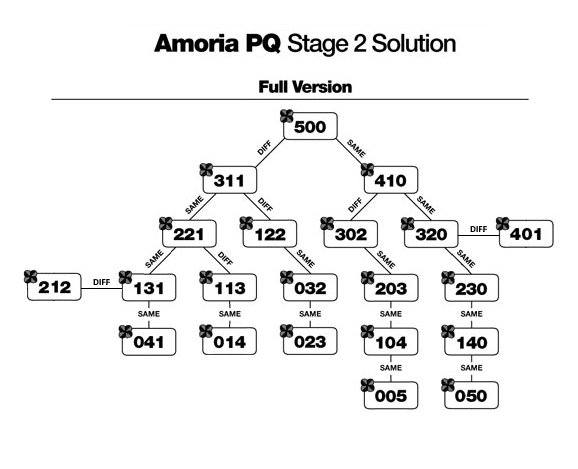 Amoria PQ Stage 2 Solution
Full Version
500
DIFF SAME
311 410
SAME DIFF DIFF SAME
221 122 302 320 DIFF 401
SAME DIFF SAME SAME SAME
212 DIFF 131 113 032 203 230
SAME SAME SAME SAME SAME
041 014 023 104 140
SAME SAME
005 050